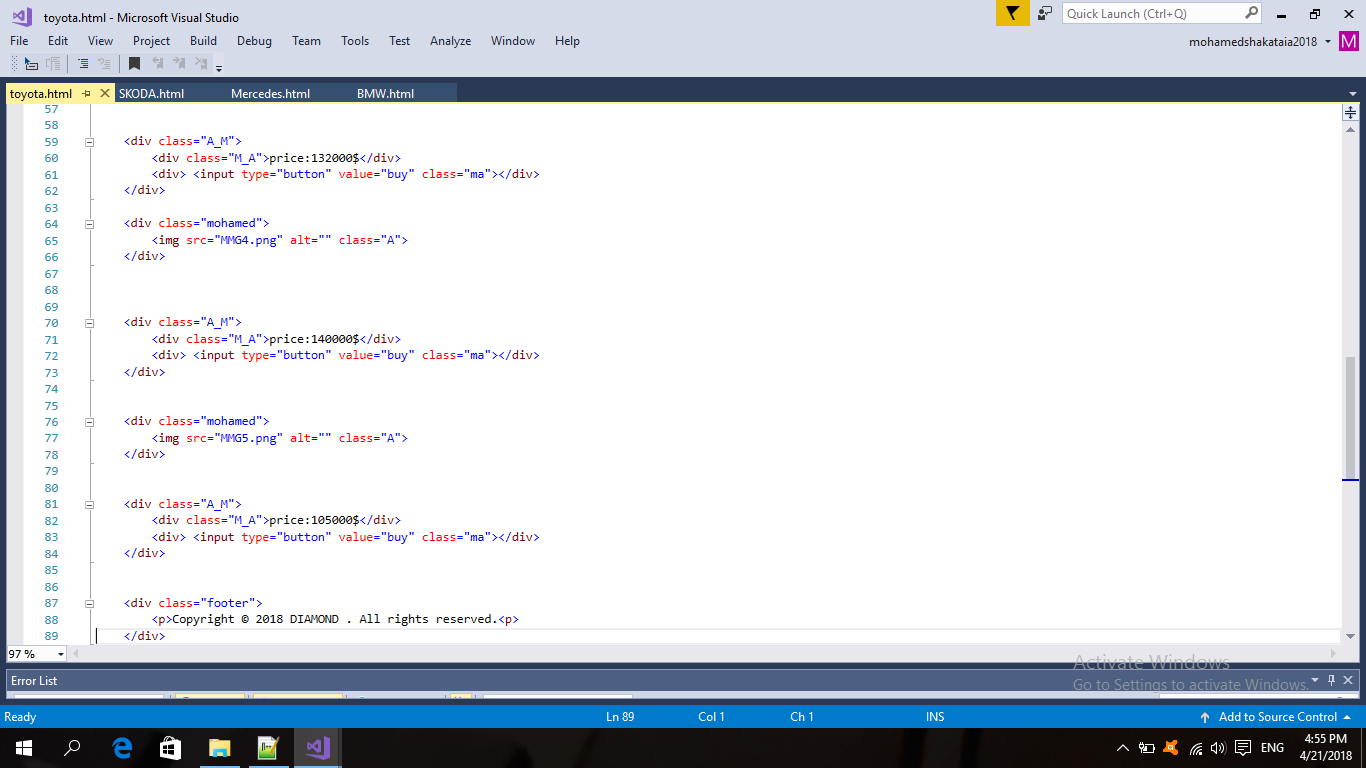 toyota.html - Microsoft Visual Studio
Quick Launch (Ctrl+Q)
File Edit View Project Build Debug Team Tools Test Analyze Window Help
mohamedshakataia2018 M
toyota.html SKODA.html Mercedes.html BMW.html
57
58
59 <div class="A_M">
60 <div class="M_A">price:132000$</div>
61 <div> <input type="button" value="buy" class="ma"></div>
62 </div>
63
64 <div class="mohamed">
65 <img src="MMG4.png" alt="" class="A">
66 </div>
67
68
69
70 <div class="A_M">
71 <div class="M_A">price:140000$</div>
72 <div> <input type="button" value="buy" class="ma"></div>
73 </div>
74
75
76 <div class="mohamed">
77 <img src="MMG5.png" alt="" class="A">
78 </div>
79
80
81 <div class="A_M">
82 <div class="M_A">price:105000$</div>
83 <div> <input type="button" value="buy" class="ma"></div>
84 </div>
85
86
87 <div class="footer">
88 <p>Copyright © 2018 DIAMOND . All rights reserved.<p>
89 </div>
97 %
Activate Windows
Go to Settings to activate Windows.
Error List
Ready Ln 89 Col 1 Ch 1 INS Add to Source Control
ENG
4:55 PM
4/21/2018